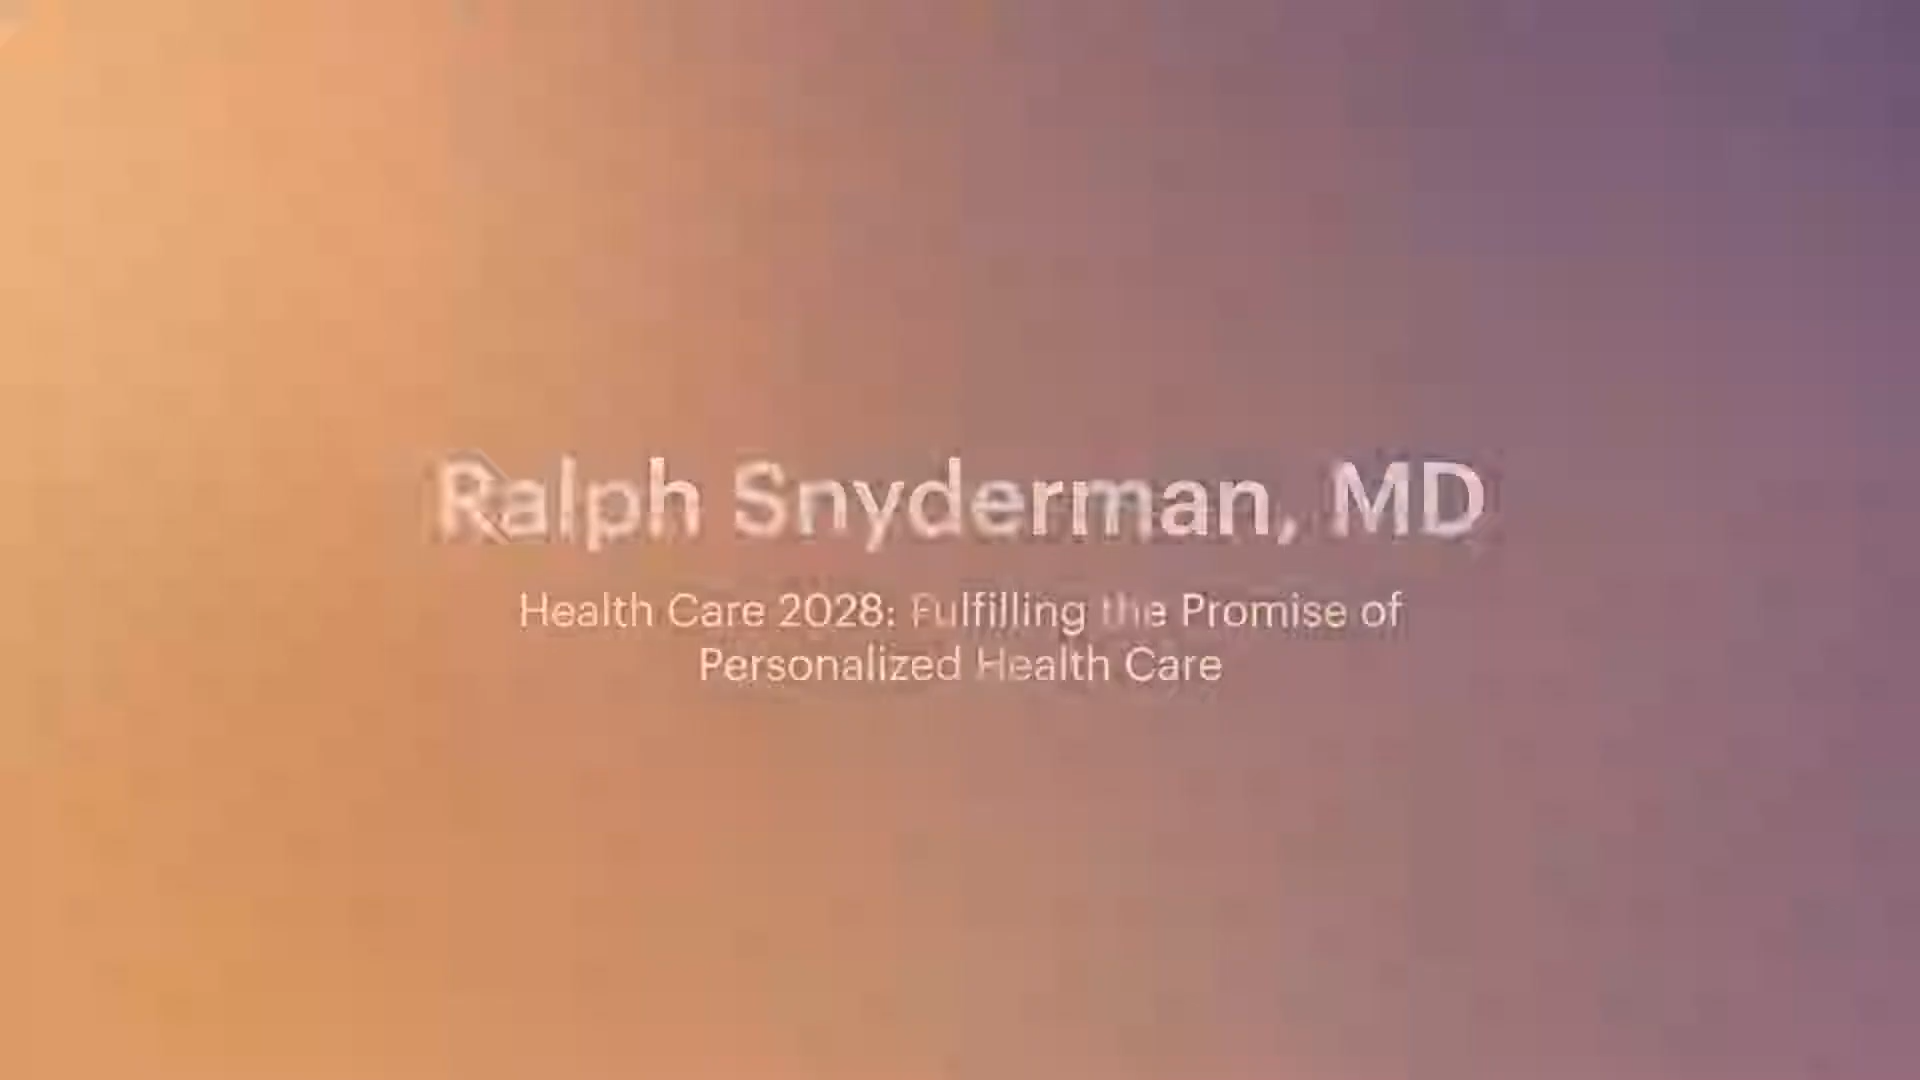 Ralph Snyderman, MD
Health Care 2028: Fulfilling the Promise of
Personalized Health Care